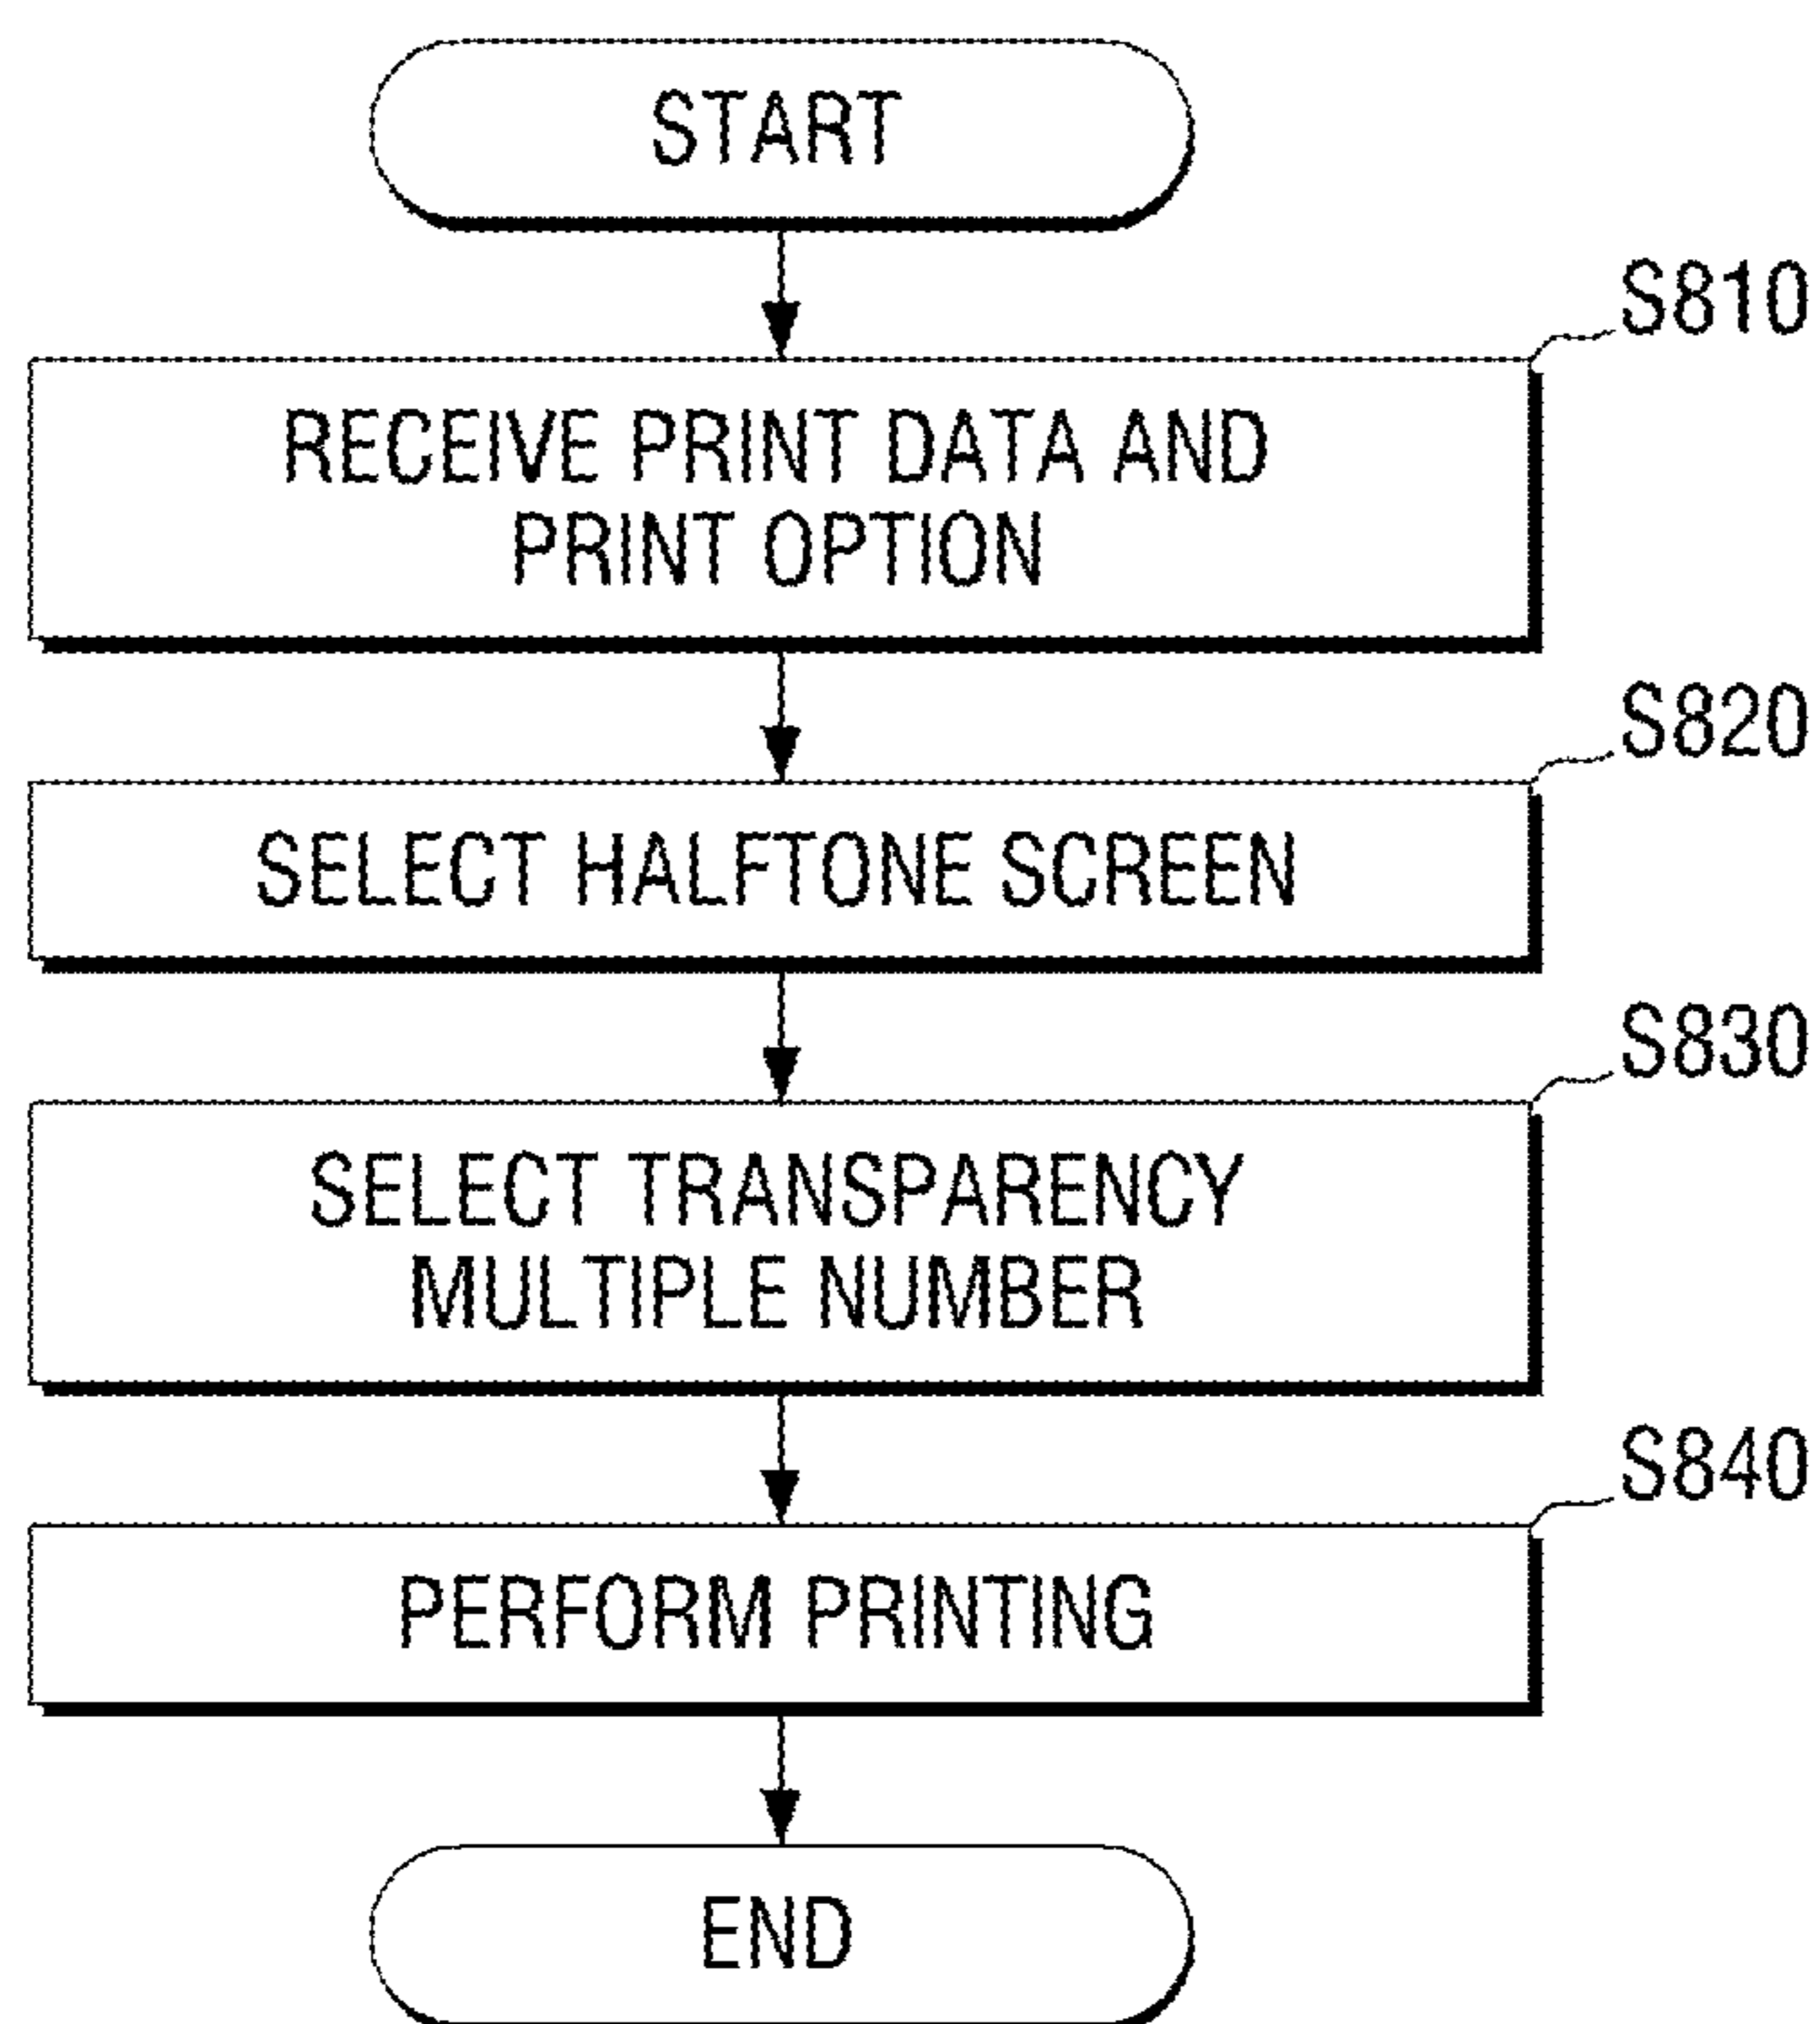 START
S810
RECEIVE PRINT DATA AND
PRINT OPTION
S820
SELECT HALFTONE SCREEN
S830
SELECT TRANSPARENCY
MULTIPLE NUMBER
S840
PERFORM PRINTING
END